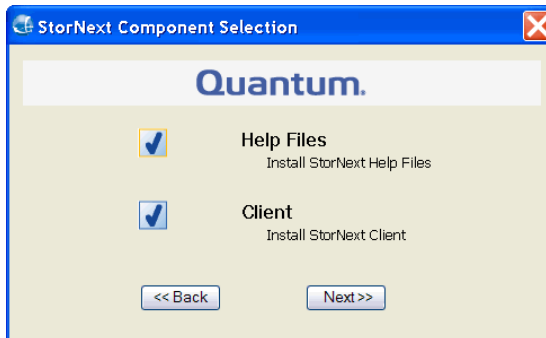 StorNext Component Selection
Quantum.
Help Files
Install StorNext Help Files
Client
Install StorNext Client
<< Back
Next >>